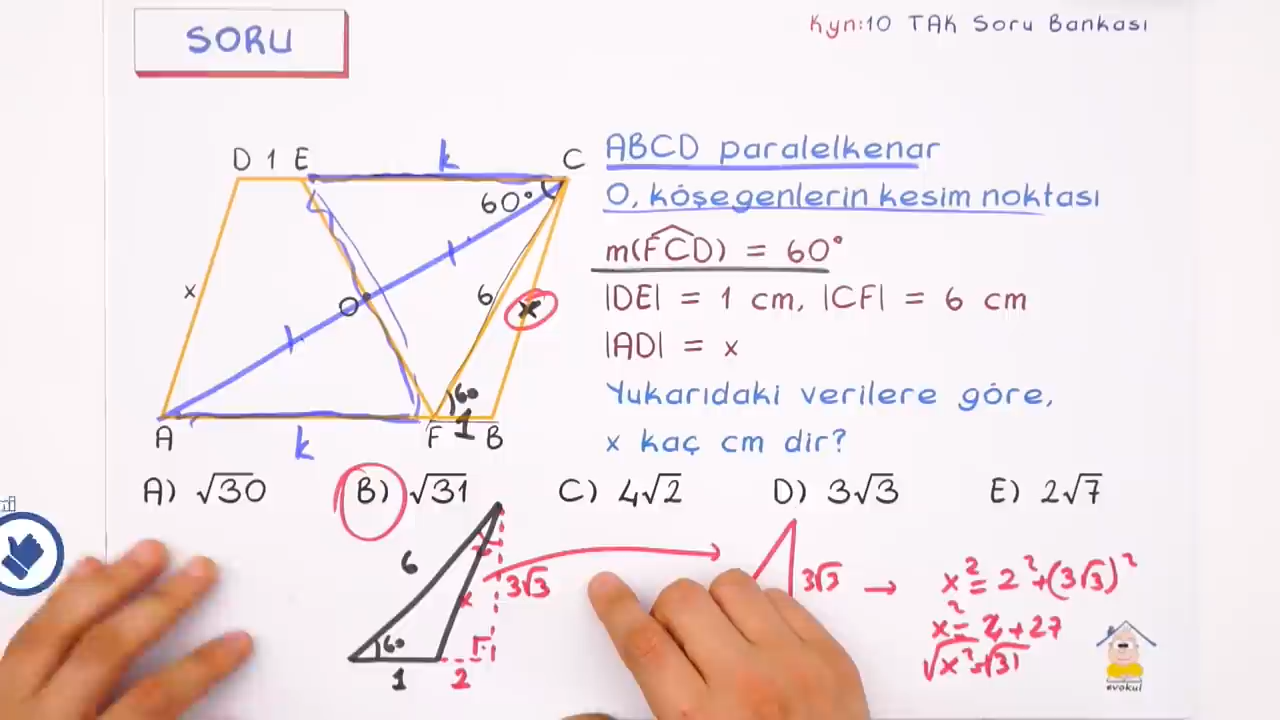 SORU
Kyn:10 TAK Soru Bankası
D 1 E k C
60°
x
O
6
x
60
A k F 1 B
ABCD paralelkenar
O, köşegenlerin kesim noktası
m(FCD) = 60°
|DE| = 1 cm, |CF| = 6 cm
|AD| = x
Yukarıdaki verilere göre,
x kaç cm dir?
A) √30 B) √31 C) 4√2 D) 3√3 E) 2√7
6
60
1
x
2
3√3
3√3 → x² = 2² + (3√3)²
x² = 4 + 27
√x² = √31
evokul